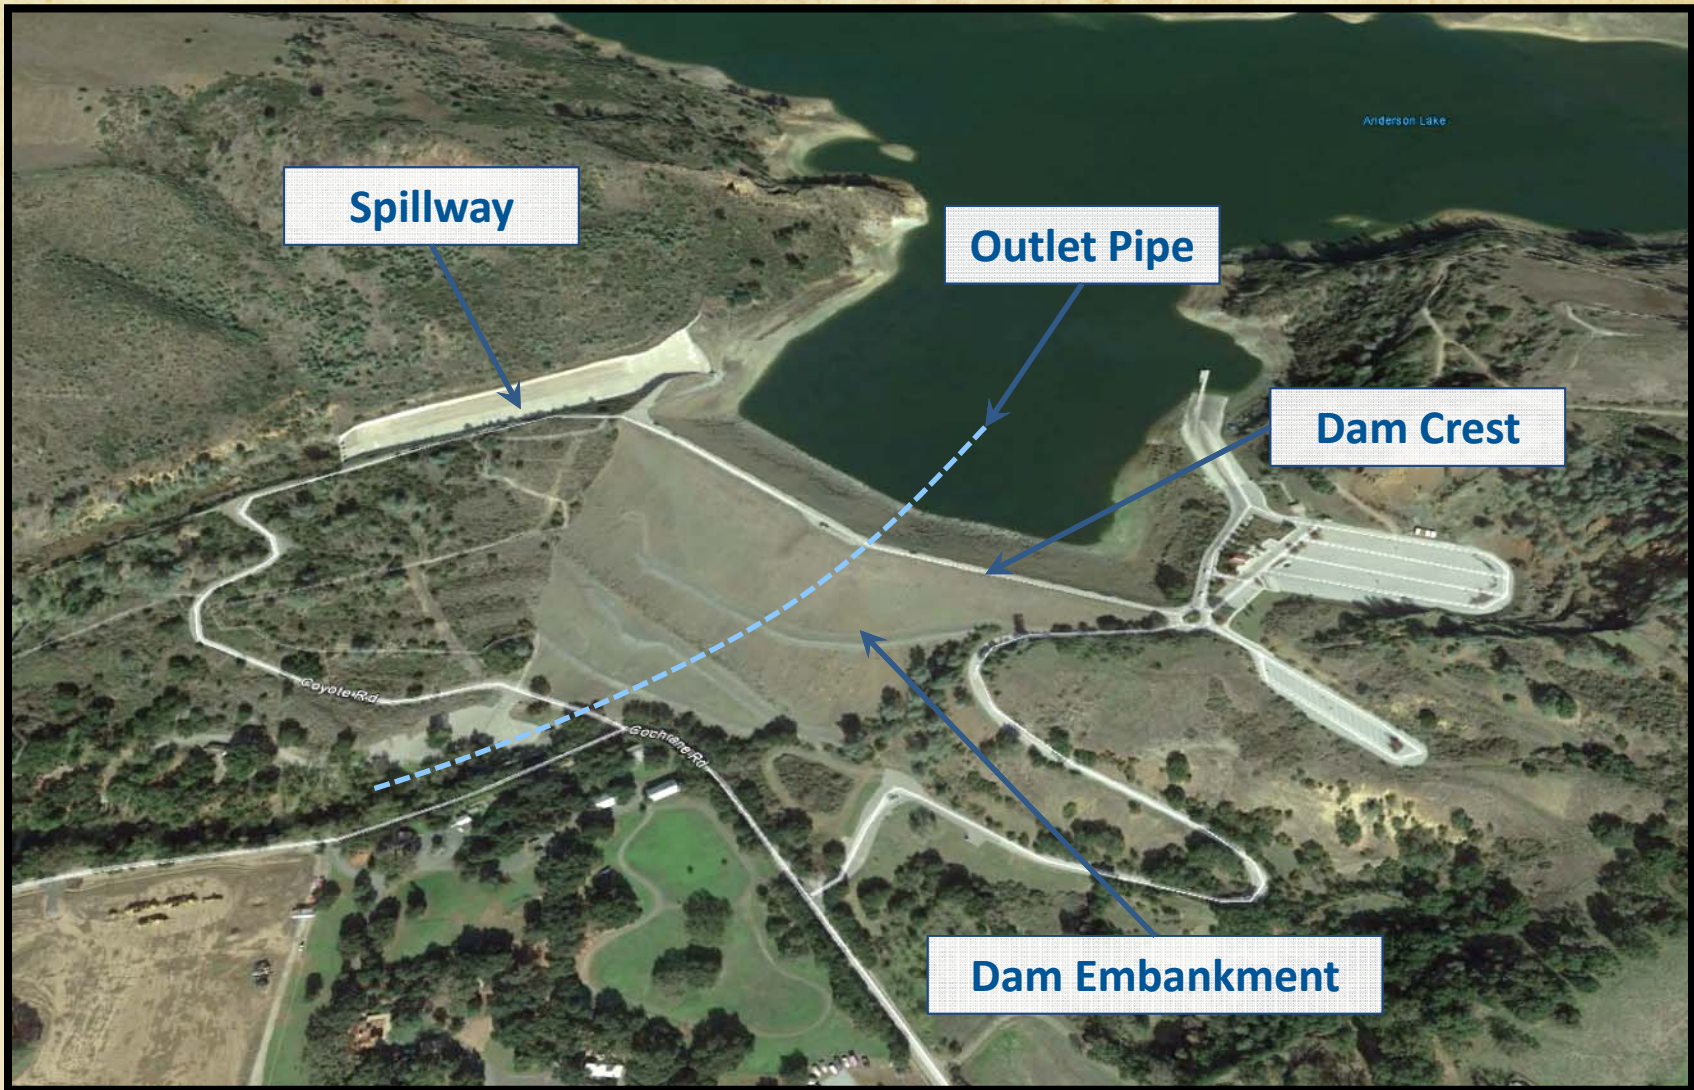 Anderson Lake
Spillway
Outlet Pipe
Dam Crest
Coyote Rd
Cochrane Rd
Dam Embankment